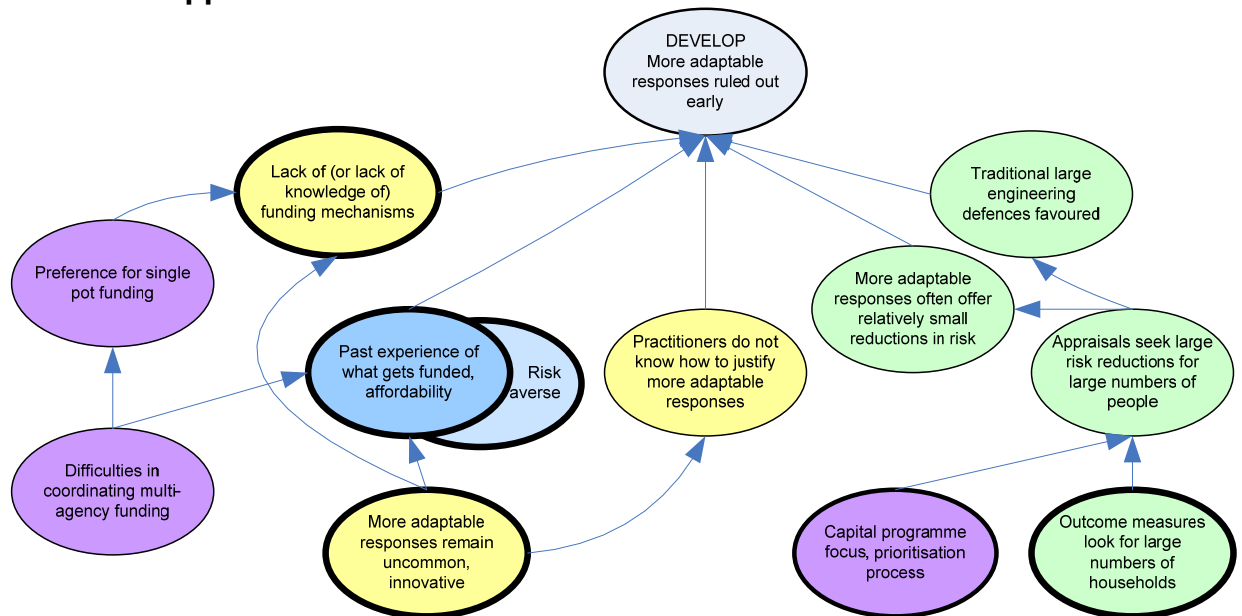 DEVELOP
More adaptable
responses ruled out
early
Lack of (or lack of
knowledge of)
funding mechanisms
Traditional large
engineering
defences favoured
Preference for single
pot funding
More adaptable
responses often offer
relatively small
reductions in risk
Past experience of
what gets funded,
affordability
Risk
averse
Practitioners do not
know how to justify
more adaptable
responses
Appraisals seek large
risk reductions for
large numbers of
people
Difficulties in
coordinating multi-
agency funding
More adaptable
responses remain
uncommon,
innovative
Capital programme
focus, prioritisation
process
Outcome measures
look for large
numbers of
households